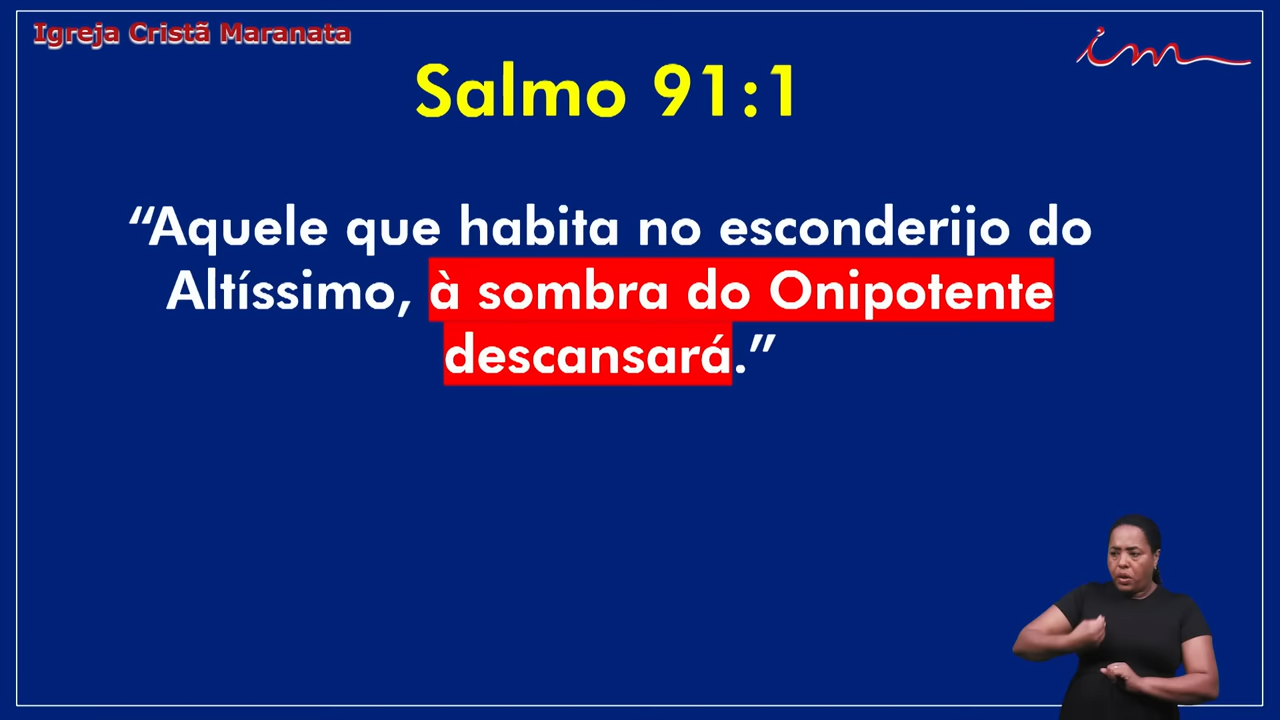 Igreja Cristã Maranata
im
Salmo 91:1
“Aquele que habita no esconderijo do
Altíssimo, à sombra do Onipotente
descansará.”